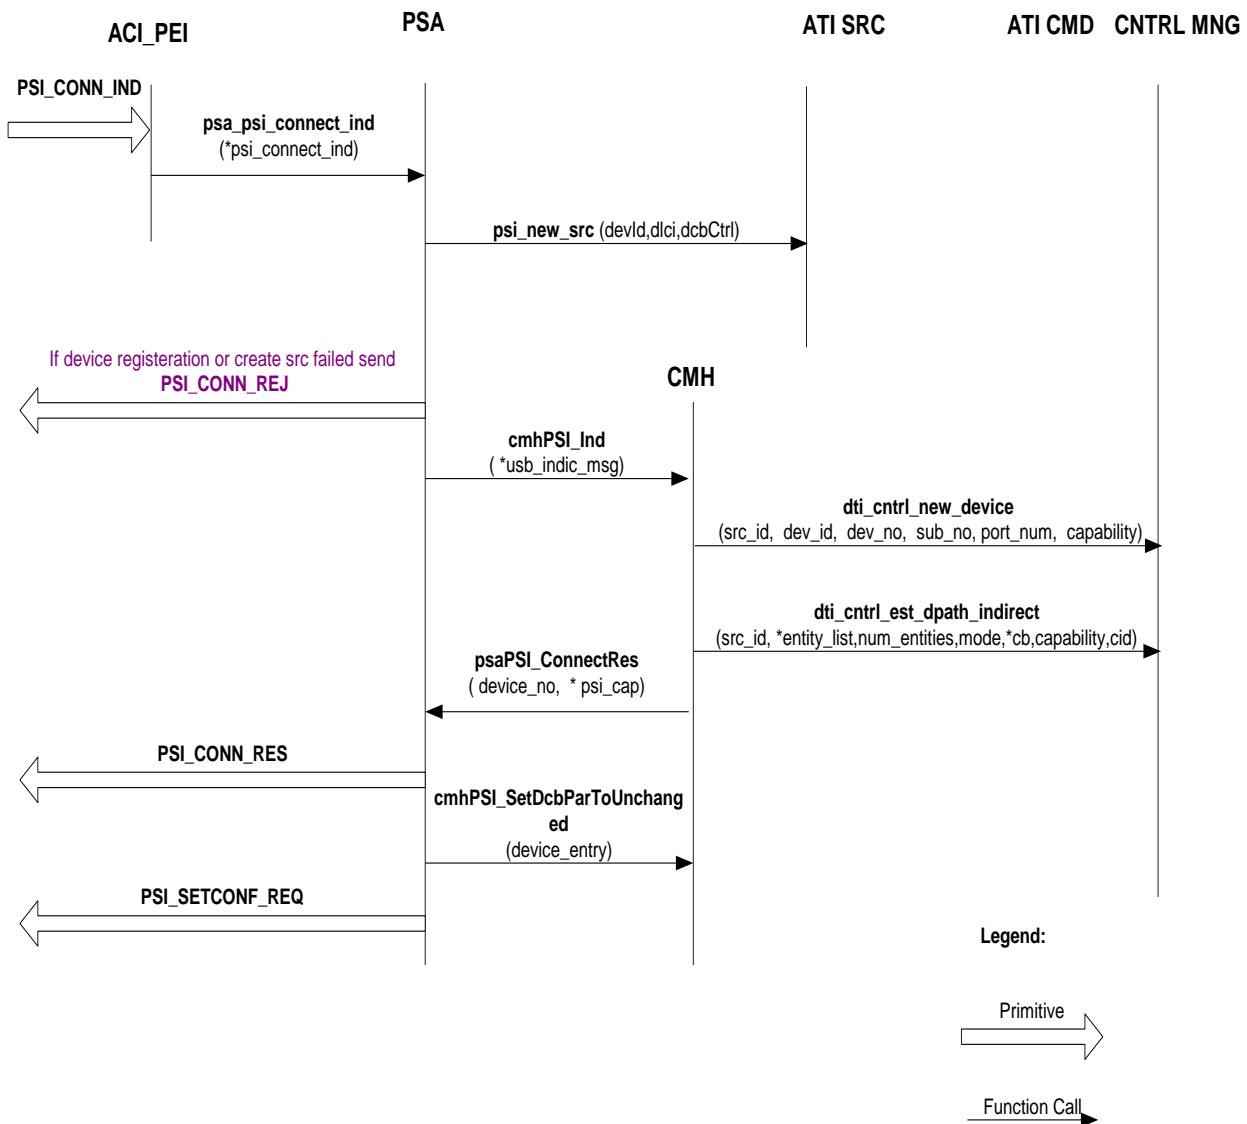 ACI_PEI
PSA
ATI SRC
ATI CMD
CNTRL MNG
PSI_CONN_IND
psa_psi_connect_ind
(*psi_connect_ind)
psi_new_src (devId,dlci,dcbCtrl)
If device registeration or create src failed send
PSI_CONN_REJ
CMH
cmhPSI_Ind
( *usb_indic_msg)
dti_cntrl_new_device
(src_id, dev_id, dev_no, sub_no, port_num, capability)
dti_cntrl_est_dpath_indirect
(src_id, *entity_list,num_entities,mode,*cb,capability,cid)
psaPSI_ConnectRes
( device_no, * psi_cap)
PSI_CONN_RES
cmhPSI_SetDcbParToUnchang
ed
(device_entry)
PSI_SETCONF_REQ
Legend:
Primitive
Function Call